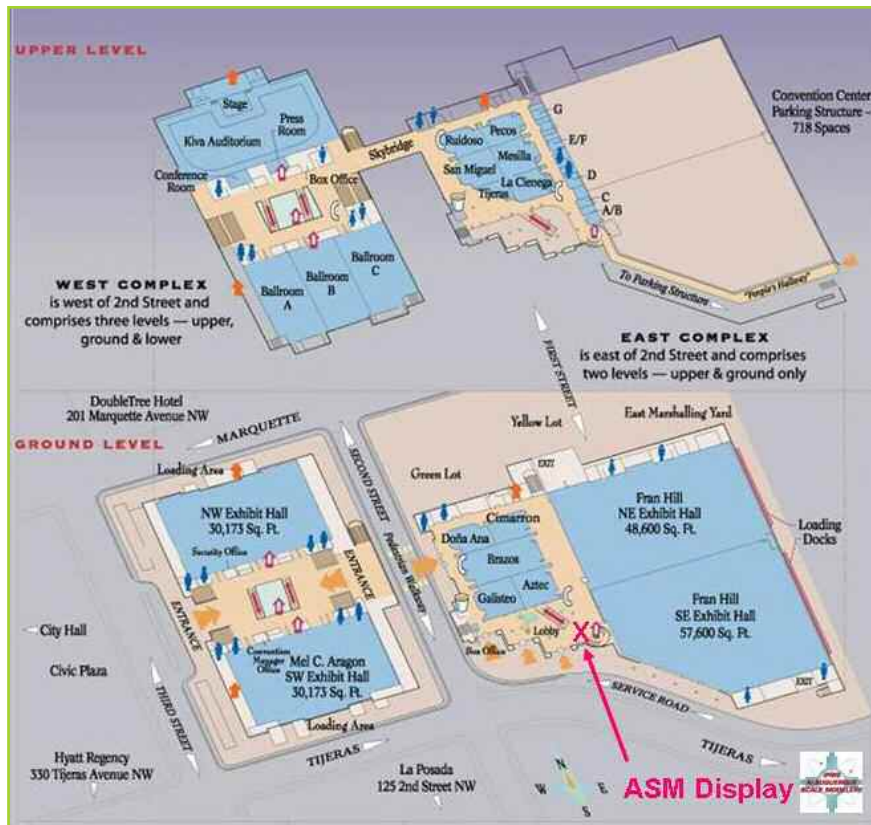 UPPER LEVEL
Stage
Press
Room
Kiva Auditorium
Conference
Room
Box Office
Skybridge
Ruidoso
Pecos
Mesilla
San Miguel
La Cienega
Tijeras
G
E/F
D
C
A/B
Convention Center
Parking Structure –
718 Spaces
Ballroom
A
Ballroom
B
Ballroom
C
To Parking Structure
"People's Hallway"
WEST COMPLEX
is west of 2nd Street and
comprises three levels — upper,
ground & lower
EAST COMPLEX
is east of 2nd Street and comprises
two levels — upper & ground only
FIRST STREET
DoubleTree Hotel
201 Marquette Avenue NW
GROUND LEVEL
MARQUETTE
SECOND STREET
Pedestrian Walkway
Loading Area
NW Exhibit Hall
30,173 Sq. Ft.
Security Office
ENTRANCE
ENTRANCE
Convention
Manager
Office
Mel C. Aragon
SW Exhibit Hall
30,173 Sq. Ft.
Loading Area
City Hall
Civic Plaza
THIRD STREET
Hyatt Regency
330 Tijeras Avenue NW
TIJERAS
La Posada
125 2nd Street NW
Green Lot
Yellow Lot
East Marshalling Yard
EXIT
Cimarron
Doña Ana
Brazos
Aztec
Galisteo
Lobby
X
Box Office
Fran Hill
NE Exhibit Hall
48,600 Sq. Ft.
Loading
Docks
Fran Hill
SE Exhibit Hall
57,600 Sq. Ft.
EXIT
SERVICE ROAD
TIJERAS
N
W
E
S
ASM Display
ALBUQUERQUE
SCALE MODELERS